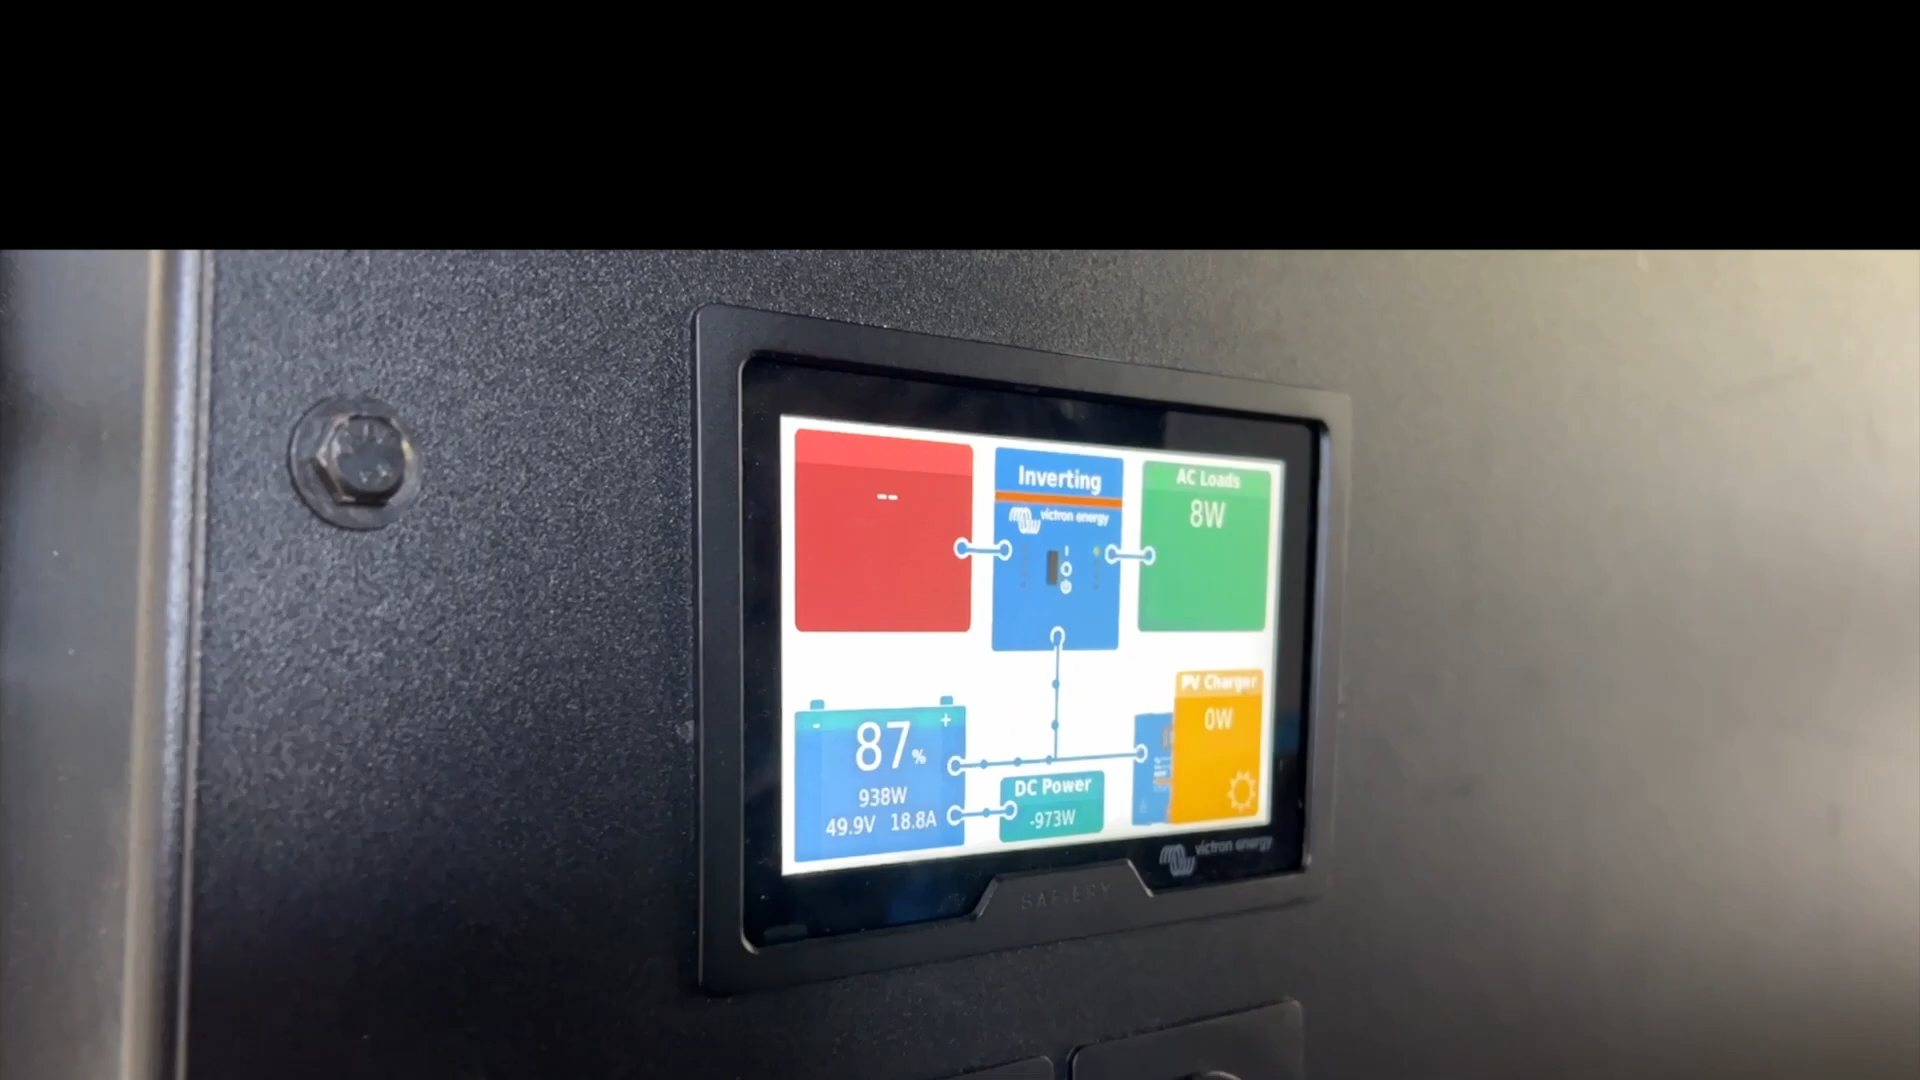 --
Inverting
victron energy
AC Loads
8W
- +
87%
938W
49.9V 18.8A
DC Power
-973W
PV Charger
0W
victron energy